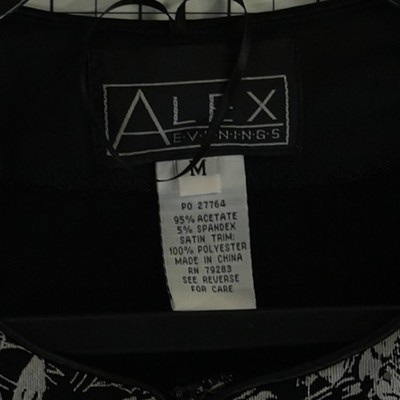 ALEX
E·V·E·N·I·N·G·S
M
PO 27764
95% ACETATE
5% SPANDEX
SATIN TRIM:
100% POLYESTER
MADE IN CHINA
RN 79283
SEE REVERSE
FOR CARE